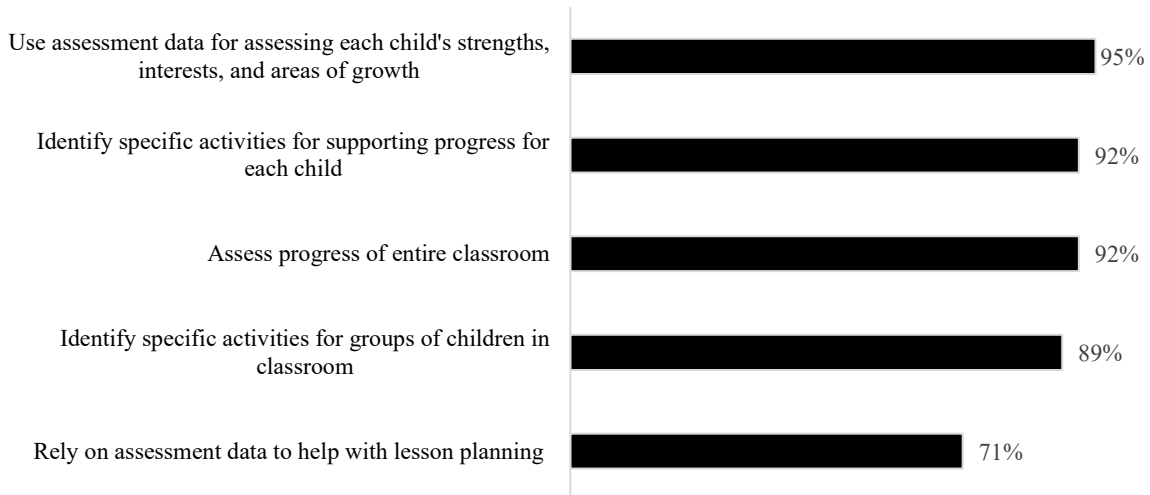 Use assessment data for assessing each child's strengths,
interests, and areas of growth
95%
Identify specific activities for supporting progress for
each child
92%
Assess progress of entire classroom
92%
Identify specific activities for groups of children in
classroom
89%
Rely on assessment data to help with lesson planning
71%